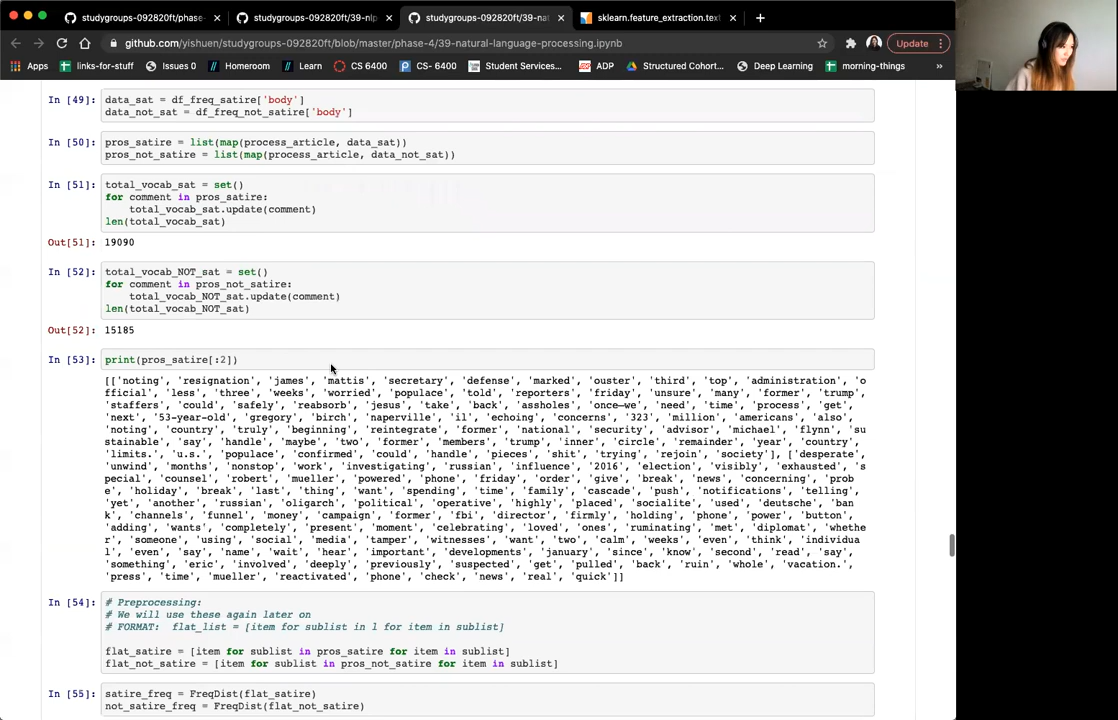 studygroups-092820ft/phase-
studygroups-092820ft/39-nlp
studygroups-092820ft/39-nat
sklearn.feature_extraction.text
github.com/yishuen/studygroups-092820ft/blob/master/phase-4/39-natural-language-processing.ipynb
Update
Apps
links-for-stuff
Issues 0
Homeroom
Learn
CS 6400
CS- 6400
Student Services...
ADP
Structured Cohort...
Deep Learning
morning-things
»
In [49]: data_sat = df_freq_satire['body']
data_not_sat = df_freq_not_satire['body']
In [50]: pros_satire = list(map(process_article, data_sat))
pros_not_satire = list(map(process_article, data_not_sat))
In [51]: total_vocab_sat = set()
for comment in pros_satire:
total_vocab_sat.update(comment)
len(total_vocab_sat)
Out[51]: 19090
In [52]: total_vocab_NOT_sat = set()
for comment in pros_not_satire:
total_vocab_NOT_sat.update(comment)
len(total_vocab_NOT_sat)
Out[52]: 15185
In [53]: print(pros_satire[:2])
[['noting', 'resignation', 'james', 'mattis', 'secretary', 'defense', 'marked', 'ouster', 'third', 'top', 'administration', 'o
fficial', 'less', 'three', 'weeks', 'worried', 'populace', 'told', 'reporters', 'friday', 'unsure', 'many', 'former', 'trump',
'staffers', 'could', 'safely', 'reabsorb', 'jesus', 'take', 'back', 'assholes', 'once—we', 'need', 'time', 'process', 'get',
'next', '53-year-old', 'gregory', 'birch', 'naperville', 'il', 'echoing', 'concerns', '323', 'million', 'americans', 'also',
'noting', 'country', 'truly', 'beginning', 'reintegrate', 'former', 'national', 'security', 'advisor', 'michael', 'flynn', 'su
stainable', 'say', 'handle', 'maybe', 'two', 'former', 'members', 'trump', 'inner', 'circle', 'remainder', 'year', 'country',
'limits.', 'u.s.', 'populace', 'confirmed', 'could', 'handle', 'pieces', 'shit', 'trying', 'rejoin', 'society'], ['desperate',
'unwind', 'months', 'nonstop', 'work', 'investigating', 'russian', 'influence', '2016', 'election', 'visibly', 'exhausted', 's
pecial', 'counsel', 'robert', 'mueller', 'powered', 'phone', 'friday', 'order', 'give', 'break', 'news', 'concerning', 'prob
e', 'holiday', 'break', 'last', 'thing', 'want', 'spending', 'time', 'family', 'cascade', 'push', 'notifications', 'telling',
'yet', 'another', 'russian', 'oligarch', 'political', 'operative', 'highly', 'placed', 'socialite', 'used', 'deutsche', 'ban
k', 'channels', 'funnel', 'money', 'campaign', 'former', 'fbi', 'director', 'firmly', 'holding', 'phone', 'power', 'button',
'adding', 'wants', 'completely', 'present', 'moment', 'celebrating', 'loved', 'ones', 'ruminating', 'met', 'diplomat', 'whethe
r', 'someone', 'using', 'social', 'media', 'tamper', 'witnesses', 'want', 'two', 'calm', 'weeks', 'even', 'think', 'individua
l', 'even', 'say', 'name', 'wait', 'hear', 'important', 'developments', 'january', 'since', 'know', 'second', 'read', 'say',
'something', 'eric', 'involved', 'deeply', 'previously', 'suspected', 'get', 'pulled', 'back', 'ruin', 'whole', 'vacation.',
'press', 'time', 'mueller', 'reactivated', 'phone', 'check', 'news', 'real', 'quick']]
In [54]: # Preprocessing:
# We will use these again later on
# FORMAT: flat_list = [item for sublist in l for item in sublist]
flat_satire = [item for sublist in pros_satire for item in sublist]
flat_not_satire = [item for sublist in pros_not_satire for item in sublist]
In [55]: satire_freq = FreqDist(flat_satire)
not_satire_freq = FreqDist(flat_not_satire)